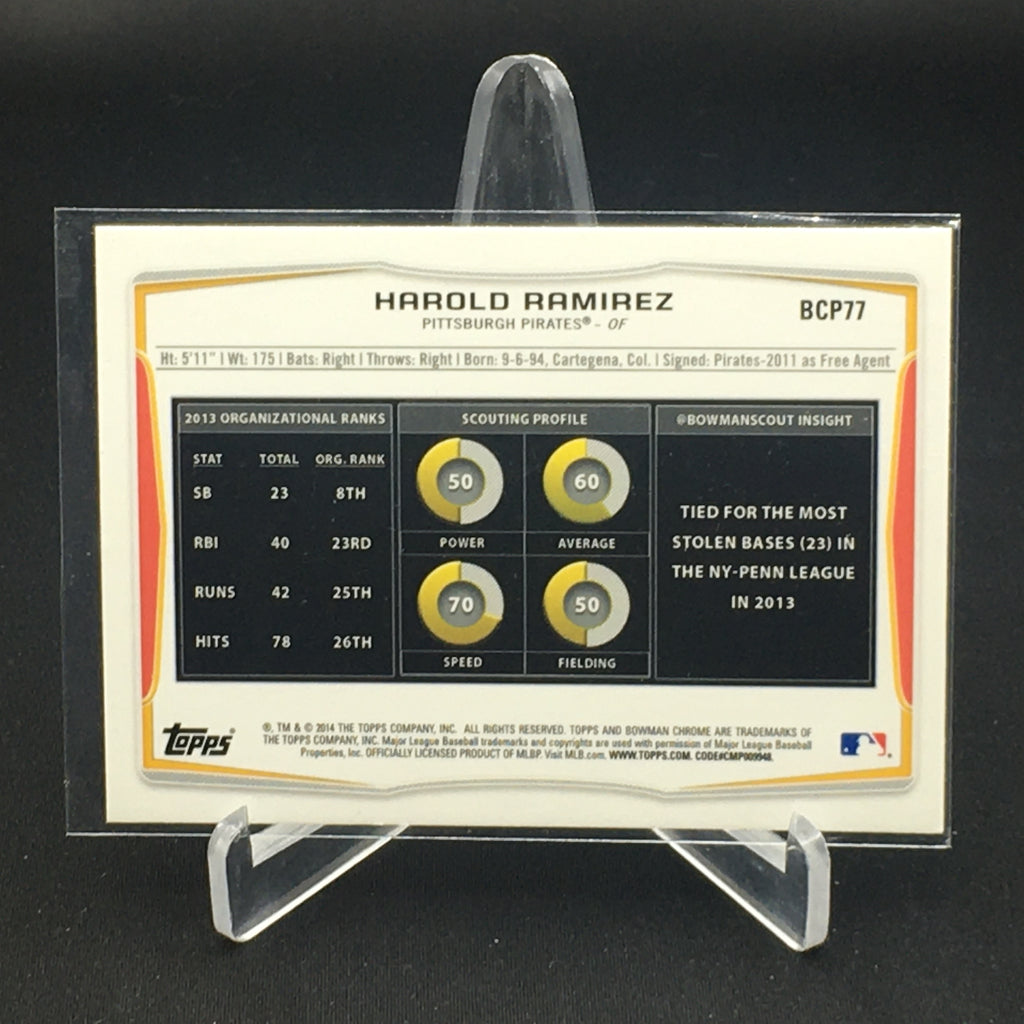 HAROLD RAMIREZ
BCP77
PITTSBURGH PIRATES® - OF
Ht: 5'11" | Wt: 175 | Bats: Right | Throws: Right | Born: 9-6-94, Cartegena, Col. | Signed: Pirates-2011 as Free Agent
2013 ORGANIZATIONAL RANKS
STAT TOTAL ORG. RANK
SB 23 8TH
RBI 40 23RD
RUNS 42 25TH
HITS 78 26TH
SCOUTING PROFILE
50 60
POWER AVERAGE
70 50
SPEED FIELDING
@BOWMANSCOUT INSIGHT
TIED FOR THE MOST
STOLEN BASES (23) IN
THE NY-PENN LEAGUE
IN 2013
Topps®
®, TM & © 2014 THE TOPPS COMPANY, INC. ALL RIGHTS RESERVED. TOPPS AND BOWMAN CHROME ARE TRADEMARKS OF
THE TOPPS COMPANY, INC. Major League Baseball trademarks and copyrights are used with permission of Major League Baseball
Properties, Inc. OFFICIALLY LICENSED PRODUCT OF MLBP. Visit MLB.com. WWW.TOPPS.COM. CODE#CMP009948.